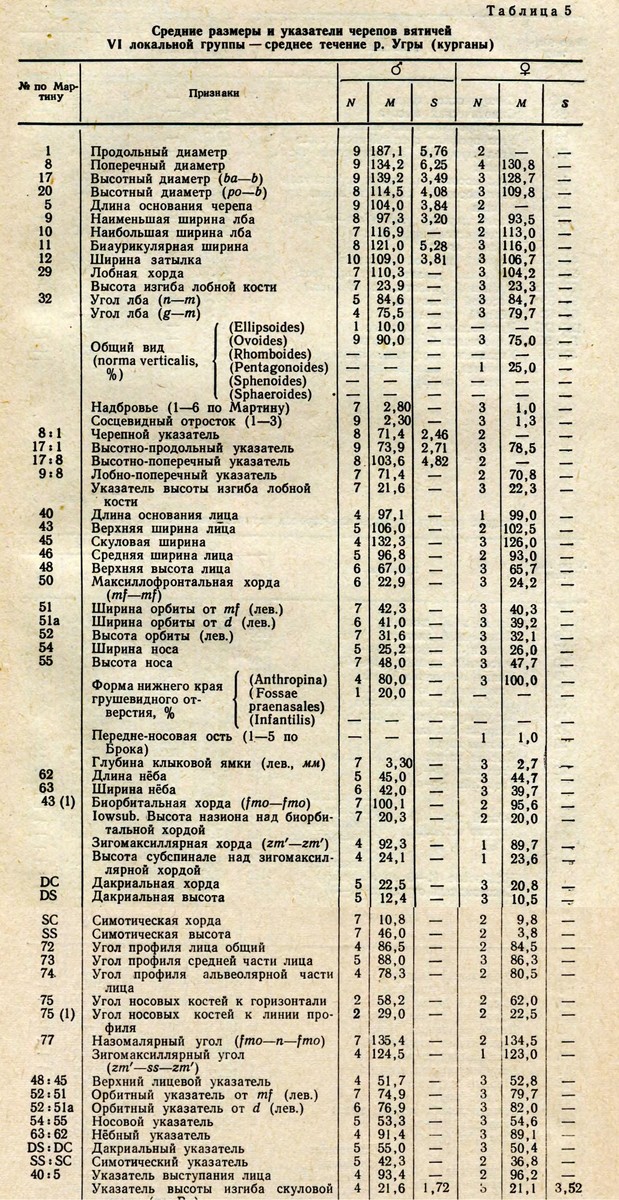 Таблица 5
Средние размеры и указатели черепов вятичей
VI локальной группы — среднее течение р. Угры (курганы)
№ по Мар- Признаки ♂ ♀
тину N M S N M S
1 Продольный диаметр 9 187,1 5,76 2 — —
8 Поперечный диаметр 9 134,2 6,25 4 130,8 —
17 Высотный диаметр (ba—b) 9 139,2 3,49 3 128,7 —
20 Высотный диаметр (po—b) 8 114,5 4,08 3 109,8 —
5 Длина основания черепа 9 104,0 3,84 2 — —
9 Наименьшая ширина лба 8 97,3 3,20 2 93,5 —
10 Наибольшая ширина лба 7 116,9 — 2 113,0 —
11 Биаурикулярная ширина 8 121,0 5,28 3 116,0 —
12 Ширина затылка 10 109,0 3,81 3 106,7 —
29 Лобная хорда 7 110,3 — 3 104,2 —
Высота изгиба лобной кости 7 23,9 — 3 23,3 —
32 Угол лба (n—m) 5 84,6 — 3 84,7 —
Угол лба (g—m) 4 75,5 — 3 79,7 —
Общий вид
(norma verticalis,
%)
(Ellipsoides) 1 10,0 — — — —
(Ovoides) 9 90,0 — 3 75,0 —
(Rhomboides) — — — — — —
(Pentagonoides) — — — 1 25,0 —
(Sphenoides) — — — — — —
(Sphaeroides) — — — — — —
Надбровье (1—6 по Мартину) 7 2,80 — 3 1,0 —
Сосцевидный отросток (1—3) 9 2,30 — 3 1,3 —
8:1 Черепной указатель 8 71,4 2,46 2 — —
17:1 Высотно-продольный указатель 9 73,9 2,71 3 78,5 —
17:8 Высотно-поперечный указатель 8 103,6 4,82 2 — —
9:8 Лобно-поперечный указатель 7 71,4 — 2 70,8 —
Указатель высоты изгиба лобной 7 21,6 — 3 22,3 —
кости
40 Длина основания лица 4 97,1 — 1 99,0 —
43 Верхняя ширина лица 5 106,0 — 2 102,5 —
45 Скуловая ширина 4 132,3 — 3 126,0 —
46 Средняя ширина лица 5 96,8 — 2 93,0 —
48 Верхняя высота лица 6 67,0 — 3 65,7 —
50 Максиллофронтальная хорда 6 22,9 — 3 24,2 —
(mf—mf)
51 Ширина орбиты от mf (лев.) 7 42,3 — 3 40,3 —
51a Ширина орбиты от d (лев.) 6 41,0 — 3 39,2 —
52 Высота орбиты (лев.) 7 31,6 — 3 32,1 —
54 Ширина носа 5 25,2 — 3 26,0 —
55 Высота носа 7 48,0 — 3 47,7 —
Форма нижнего края
грушевидного от-
верстия, %
(Anthropina) 4 80,0 — 3 100,0 —
(Fossae 1 20,0 — — — —
praenasales)
(Infantilis) — — — — — —
Передне-носовая ость (1—5 по — — — 1 1,0 —
Брока)
Глубина клыковой ямки (лев., мм) 7 3,30 — 3 2,7 —
62 Длина нёба 5 45,0 — 3 44,7 —
63 Ширина нёба 6 42,0 — 3 39,7 —
43 (1) Биорбитальная хорда (fmo—fmo) 7 100,1 — 2 95,6 —
Iowsub. Высота назиона над биорби- 7 20,3 — 2 20,0 —
тальной хордой
Зигомаксиллярная хорда (zm'—zm') 4 92,3 — 1 89,7 —
Высота субспинале над зигомаксил- 4 24,1 — 1 23,6 —
лярной хордой
DC Дакриальная хорда 5 22,5 — 3 20,8 —
DS Дакриальная высота 5 12,4 — 3 10,5 —
SC Симотическая хорда 7 10,8 — 2 9,8 —
SS Симотическая высота 7 46,0 — 2 3,8 —
72 Угол профиля лица общий 4 86,5 — 2 84,5 —
73 Угол профиля средней части лица 5 88,0 — 3 86,3 —
74 Угол профиля альвеолярной части 4 78,3 — 2 80,5 —
лица
75 Угол носовых костей к горизонтали 2 58,2 — 2 62,0 —
75 (1) Угол носовых костей к линии про- 2 29,0 — 2 22,5 —
филя
77 Назомалярный угол (fmo—n—fmo) 7 135,4 — 2 134,5 —
Зигомаксиллярный угол 4 124,5 — 1 123,0 —
(zm'—ss—zm')
48:45 Верхний лицевой указатель 4 51,7 — 3 52,8 —
52:51 Орбитный указатель от mf (лев.) 7 74,9 — 3 79,7 —
52:51a Орбитный указатель от d (лев.) 6 76,9 — 3 82,0 —
54:55 Носовой указатель 5 53,3 — 3 54,6 —
63:62 Нёбный указатель 4 91,4 — 3 89,1 —
DS:DC Дакриальный указатель 5 55,0 — 3 50,4 —
SS:SC Симотический указатель 5 42,3 — 2 36,8 —
40:5 Указатель выступания лица 4 93,4 — 2 96,2 —
Указатель высоты изгиба скуловой 4 21,6 1,72 21,1 3,52